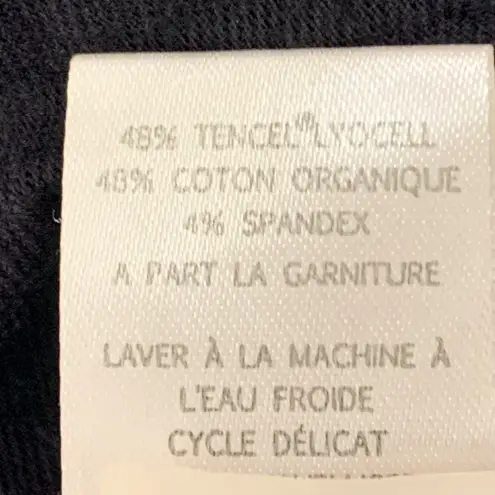 48% TENCEL® LYOCELL
48% COTON ORGANIQUE
4% SPANDEX
A PART LA GARNITURE
LAVER À LA MACHINE À
L'EAU FROIDE
CYCLE DÉLICAT